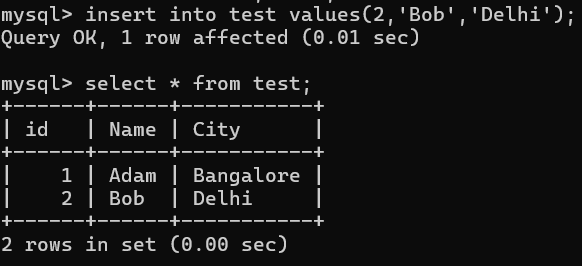 mysql> insert into test values(2,'Bob','Delhi');
Query OK, 1 row affected (0.01 sec)

mysql> select * from test;
+------+------+-----------+
| id   | Name | City      |
+------+------+-----------+
|    1 | Adam | Bangalore |
|    2 | Bob  | Delhi     |
+------+------+-----------+
2 rows in set (0.00 sec)